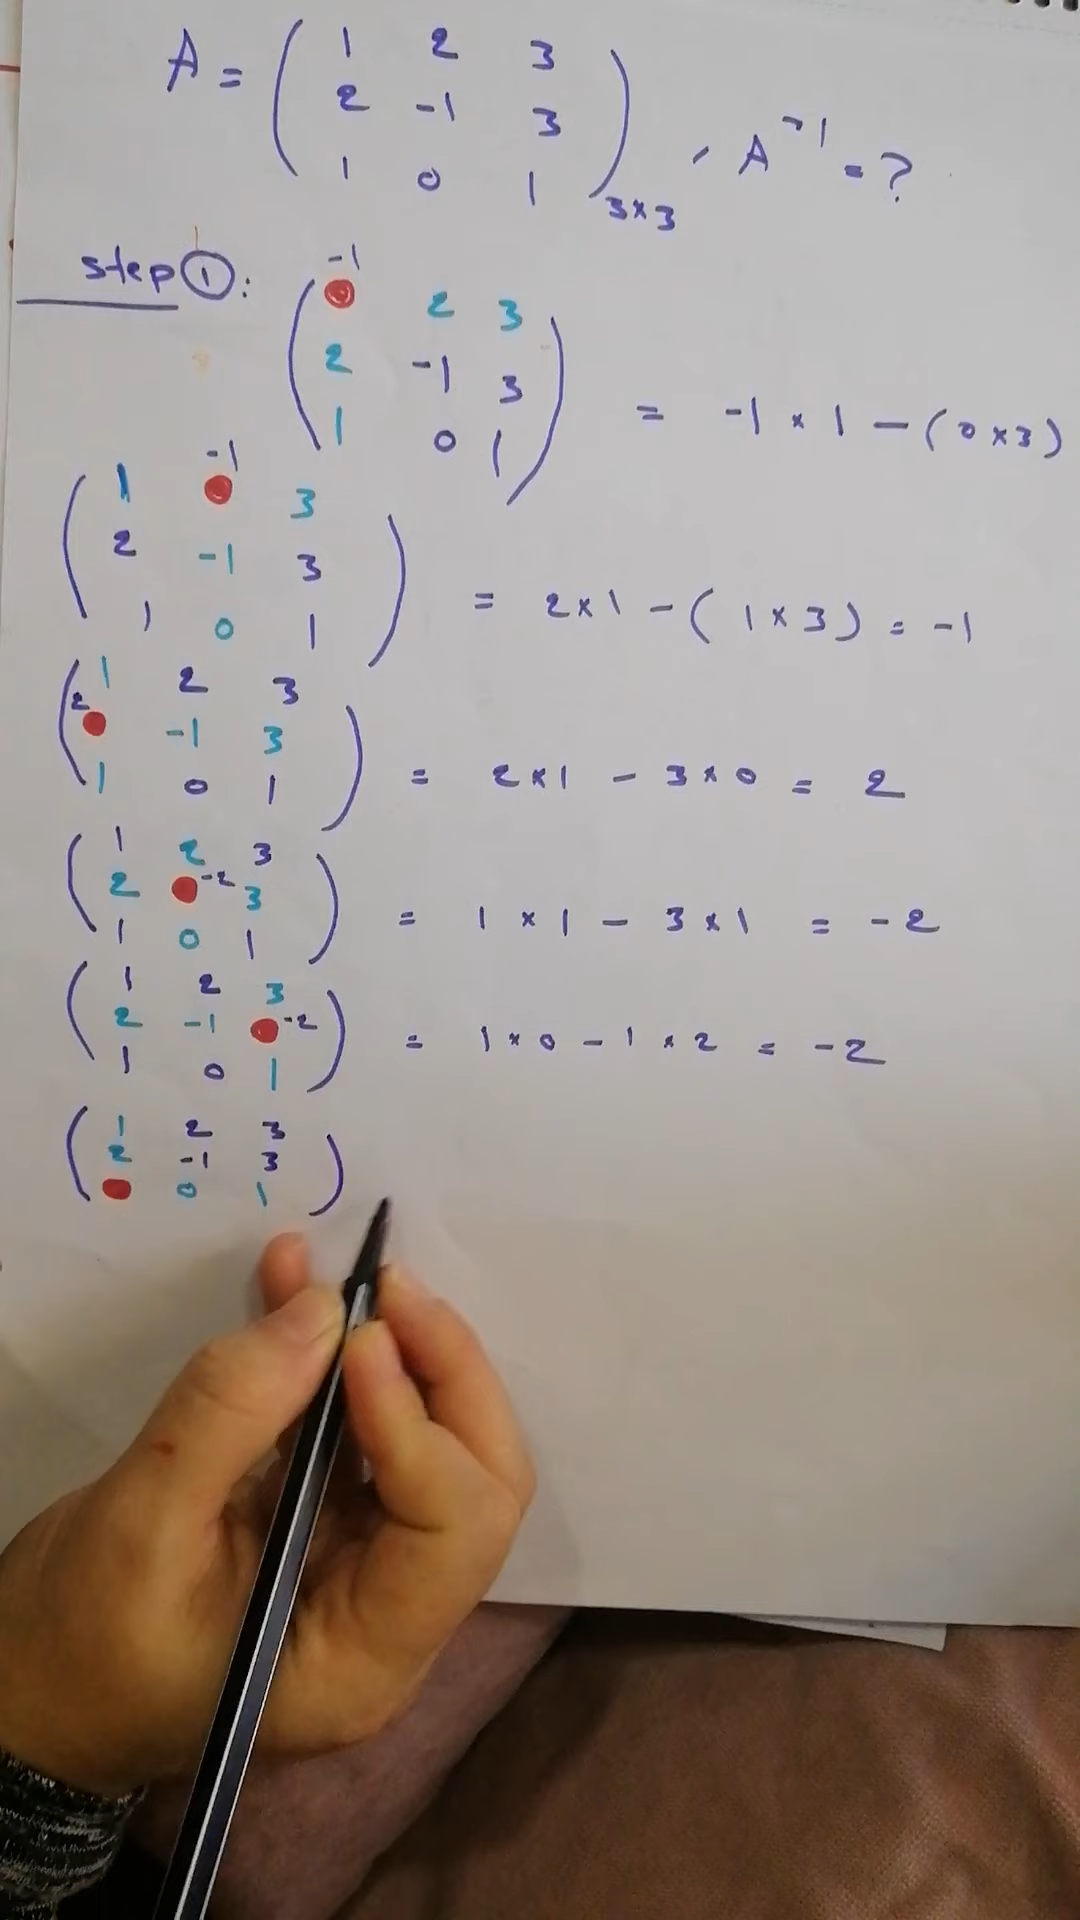 A = ( 1 2 3
2 -1 3
1 0 1 ) 3×3 , A⁻¹ = ?
step ①: -1
( 2 3
2 -1 3
1 0 1 ) = -1 × 1 - (0×3)
-1
( 1 3
2 -1 3
1 0 1 ) = 2×1 - ( 1×3 ) = -1
( 1 2 3
2 -1 3
1 0 1 ) = 2×1 - 3×0 = 2
( 1 2 3
2 -2 3
1 0 1 ) = 1 × 1 - 3×1 = -2
( 1 2 3
2 -1 -2
1 0 1 ) = 1×0 - 1×2 = -2
( 1 2 3
2 -1 3
0 1 )